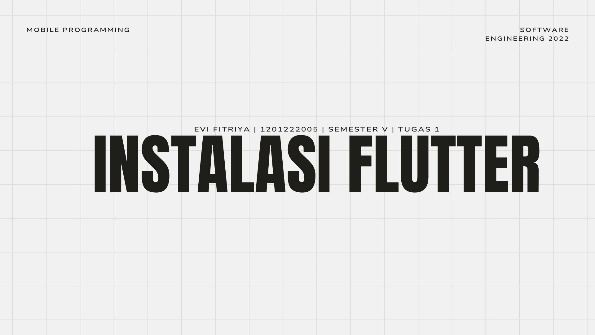 MOBILE PROGRAMMING
SOFTWARE
ENGINEERING 2022
EVI FITRIYA | 1201222005 | SEMESTER V | TUGAS 1
INSTALASI FLUTTER